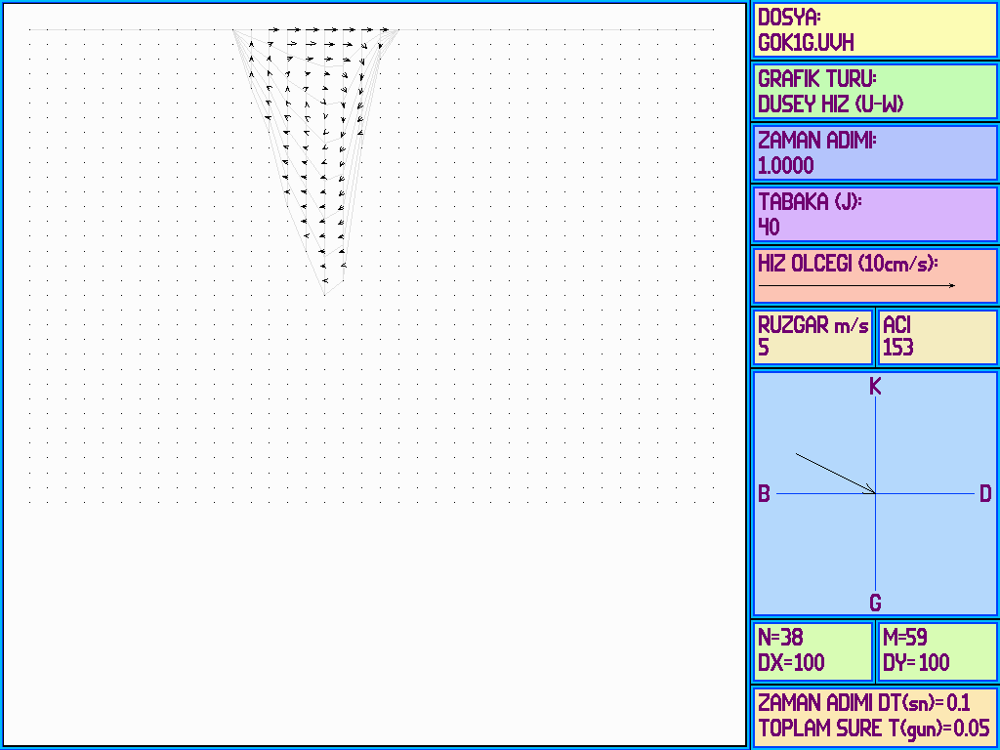 DOSYA:
GOK1G.UVH
GRAFIK TURU:
DUSEY HIZ (U-W)
ZAMAN ADIMI:
1.0000
TABAKA (J):
40
HIZ OLCEGI (10cm/s):
RUZGAR m/s
5
ACI
153
K
B
D
G
N=38
DX=100
M=59
DY=100
ZAMAN ADIMI DT(sn)=0.1
TOPLAM SURE T(gun)=0.05